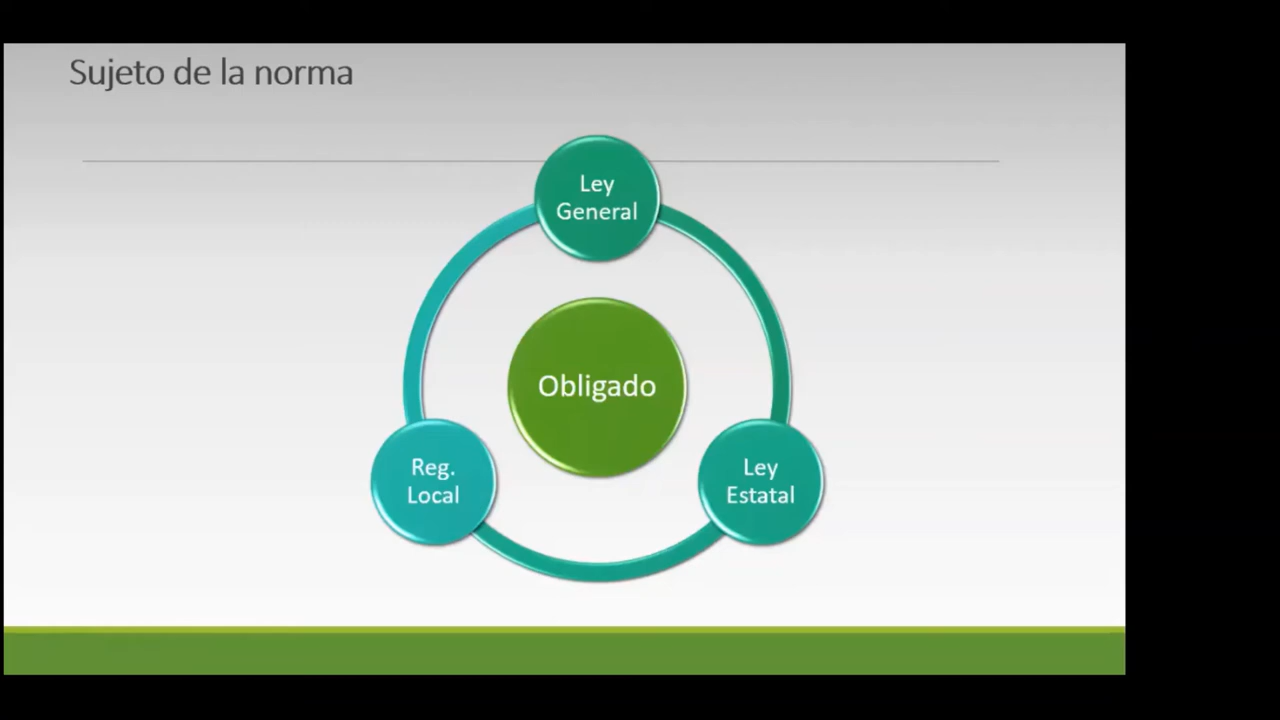 Sujeto de la norma
Ley
General
Obligado
Reg.
Local
Ley
Estatal